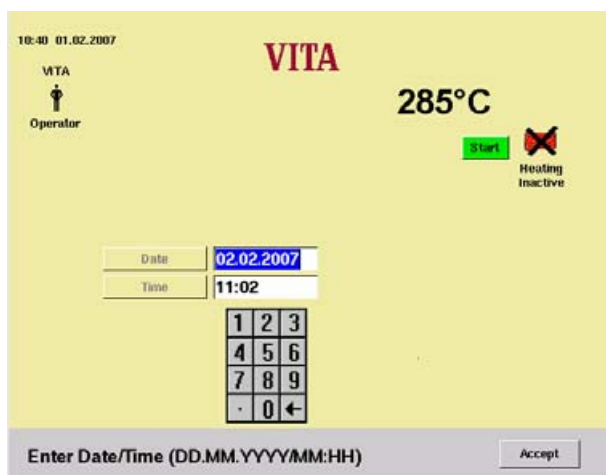 10:40 01.02.2007
VITA
VITA
Operator
285°C
Start
Heating
Inactive
Date 02.02.2007
Time 11:02
1 2 3
4 5 6
7 8 9
· 0 ←
Enter Date/Time (DD.MM.YYYY/MM:HH)
Accept